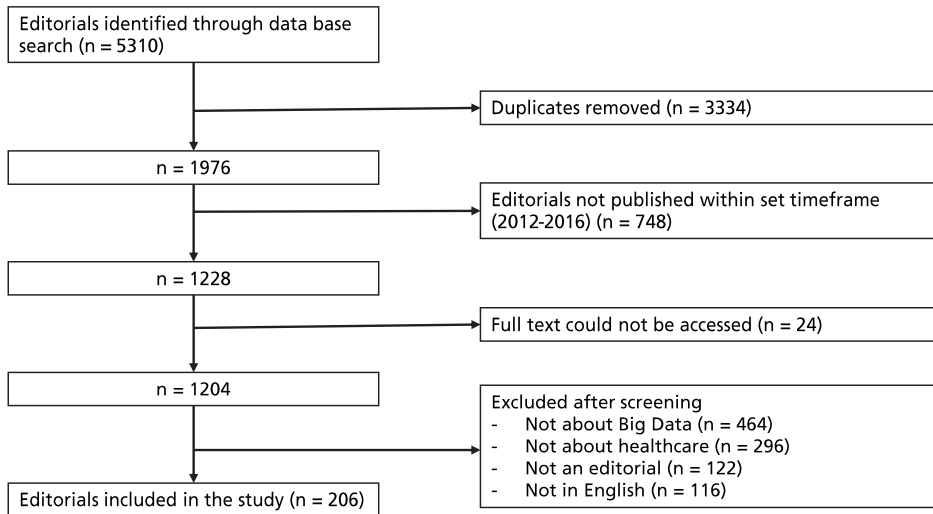 Editorials identified through data base
search (n = 5310)
Duplicates removed (n = 3334)
n = 1976
Editorials not published within set timeframe
(2012-2016) (n = 748)
n = 1228
Full text could not be accessed (n = 24)
n = 1204
Excluded after screening
- Not about Big Data (n = 464)
- Not about healthcare (n = 296)
- Not an editorial (n = 122)
- Not in English (n = 116)
Editorials included in the study (n = 206)